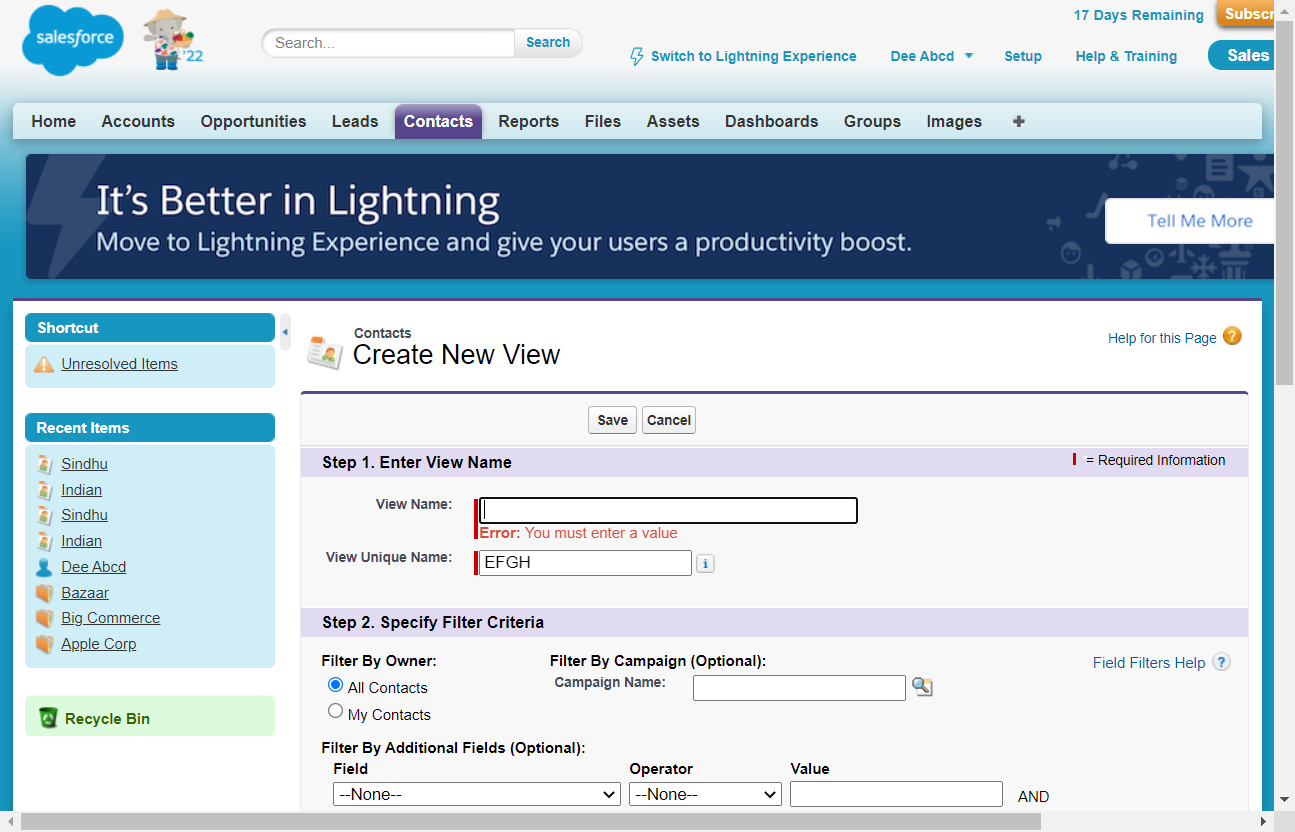 salesforce
'22
Search...
Search
17 Days Remaining
Switch to Lightning Experience
Dee Abcd
Setup
Help & Training
Sales
Home
Accounts
Opportunities
Leads
Contacts
Reports
Files
Assets
Dashboards
Groups
Images
It's Better in Lightning
Move to Lightning Experience and give your users a productivity boost.
Tell Me More
Shortcut
Unresolved Items
Recent Items
Sindhu
Indian
Sindhu
Indian
Dee Abcd
Bazaar
Big Commerce
Apple Corp
Recycle Bin
Contacts
Create New View
Help for this Page
Save
Cancel
Step 1. Enter View Name
= Required Information
View Name:
Error: You must enter a value
View Unique Name:
EFGH
Step 2. Specify Filter Criteria
Filter By Owner:
All Contacts
My Contacts
Filter By Campaign (Optional):
Campaign Name:
Field Filters Help
Filter By Additional Fields (Optional):
Field
Operator
Value
--None--
--None--
AND